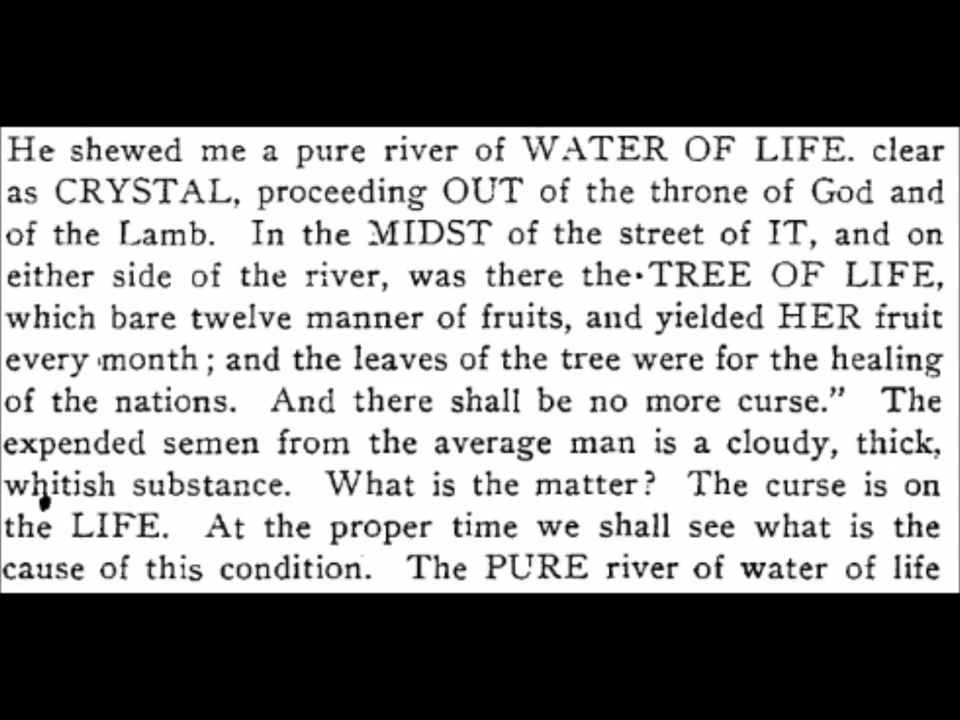 He shewed me a pure river of WATER OF LIFE. clear
as CRYSTAL, proceeding OUT of the throne of God and
of the Lamb. In the MIDST of the street of IT, and on
either side of the river, was there the·TREE OF LIFE,
which bare twelve manner of fruits, and yielded HER fruit
every month; and the leaves of the tree were for the healing
of the nations. And there shall be no more curse.” The
expended semen from the average man is a cloudy, thick,
whitish substance. What is the matter? The curse is on
the LIFE. At the proper time we shall see what is the
cause of this condition. The PURE river of water of life